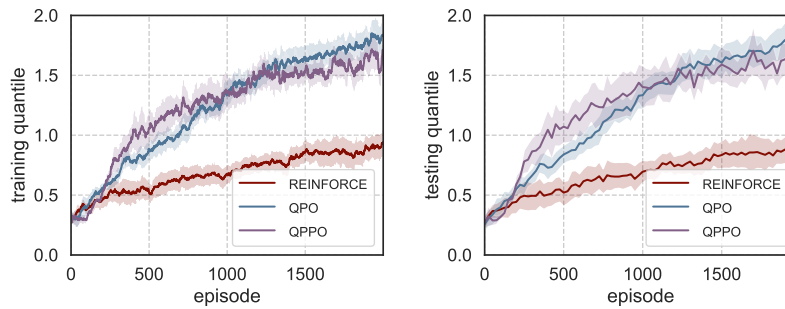 2.0
1.5
1.0
0.5
0.0
training quantile
0
500
1000
1500
episode
REINFORCE
QPO
QPPO
2.0
1.5
1.0
0.5
0.0
testing quantile
0
500
1000
1500
episode
REINFORCE
QPO
QPPO